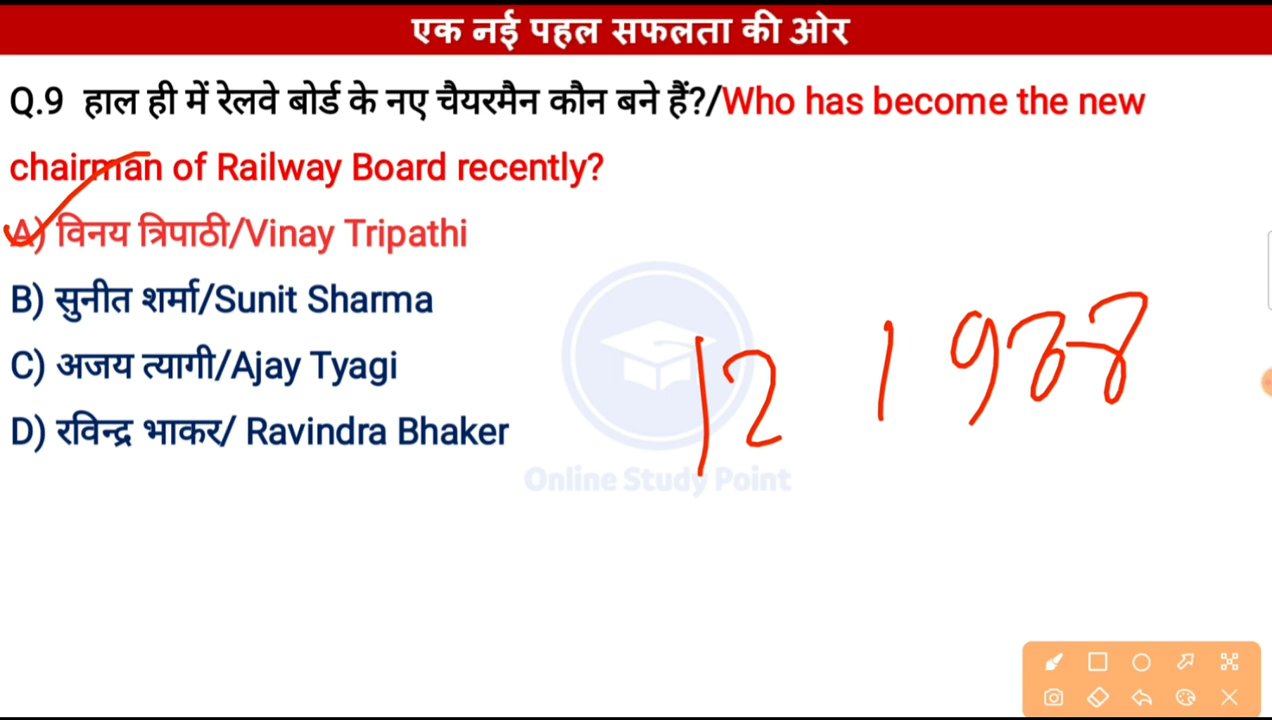 एक नई पहल सफलता की ओर
Q.9 हाल ही में रेलवे बोर्ड के नए चैयरमैन कौन बने हैं?/Who has become the new
chairman of Railway Board recently?
A) विनय त्रिपाठी/Vinay Tripathi
B) सुनीत शर्मा/Sunit Sharma
C) अजय त्यागी/Ajay Tyagi
D) रविन्द्र भाकर/ Ravindra Bhaker
12 1988
Online Study Point